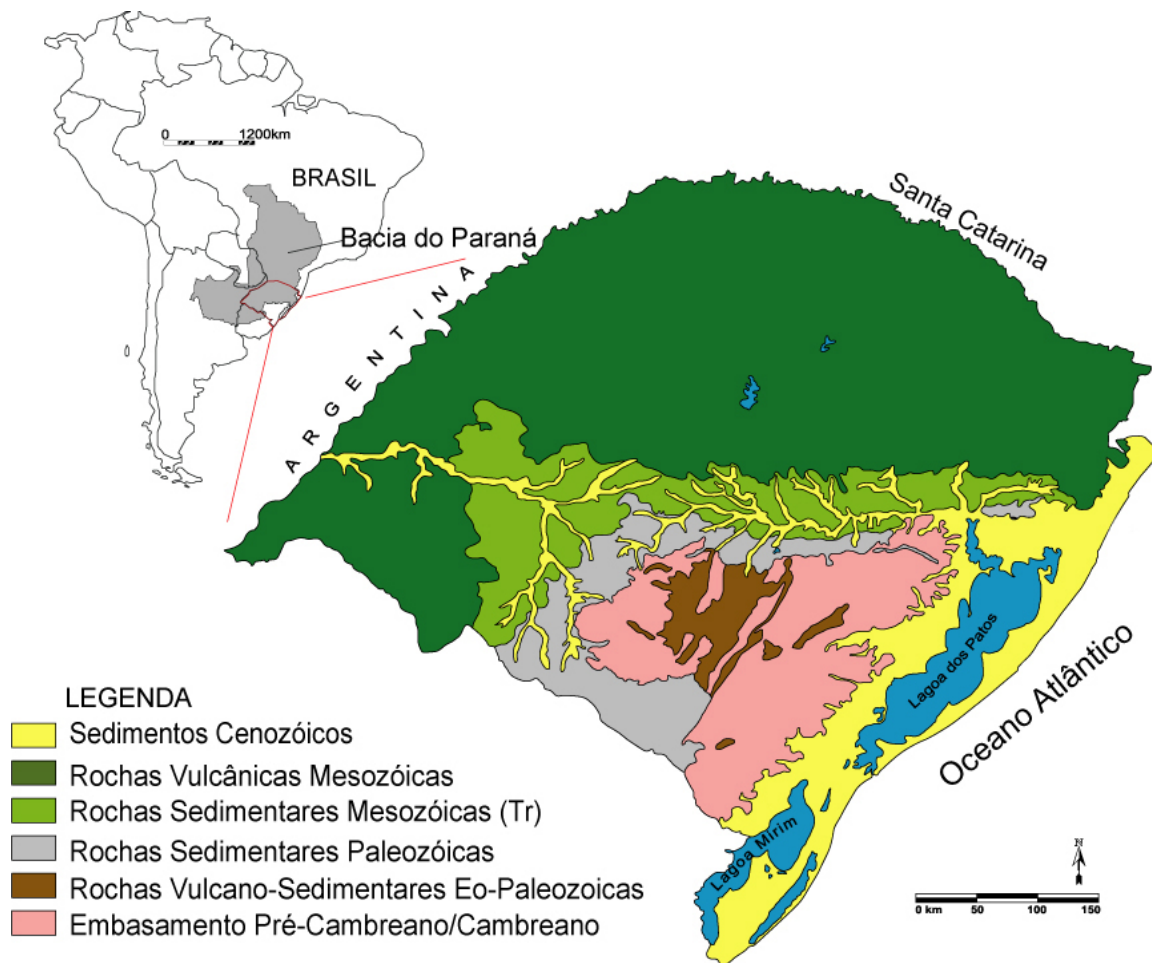 0 1200km
BRASIL
Bacia do Paraná
ARGENTINA
Santa Catarina
Lagoa dos Patos
Oceano Atlântico
Lagoa Mirim
LEGENDA
Sedimentos Cenozóicos
Rochas Vulcânicas Mesozóicas
Rochas Sedimentares Mesozóicas (Tr)
Rochas Sedimentares Paleozóicas
Rochas Vulcano-Sedimentares Eo-Paleozoicas
Embasamento Pré-Cambreano/Cambreano
N
0 km 50 100 150